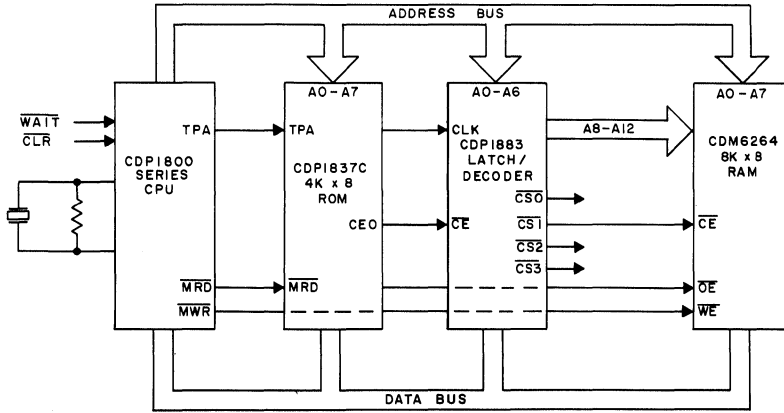 ADDRESS BUS
A0-A7
A0-A6
A0-A7
WAIT
CLR
TPA
TPA
CLK
A8-A12
CDP1800
SERIES
CPU
CDP1837C
4K x 8
ROM
CDP1883
LATCH/
DECODER
CDM6264
8K x 8
RAM
CS0
CEO
CE
CS1
CE
CS2
CS3
MRD
MRD
OE
MWR
WE
DATA BUS